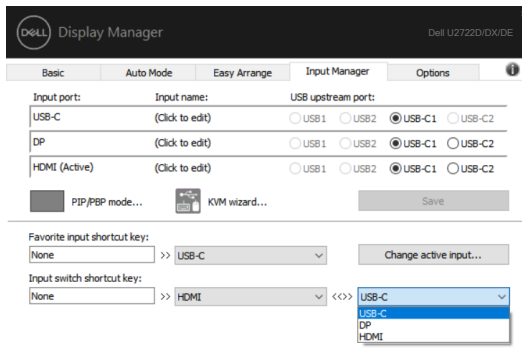 DELL Display Manager Dell U2722D/DX/DE
Basic Auto Mode Easy Arrange Input Manager Options i
Input port: Input name: USB upstream port:
USB-C (Click to edit) USB1 USB2 USB-C1 USB-C2
DP (Click to edit) USB1 USB2 USB-C1 USB-C2
HDMI (Active) (Click to edit) USB1 USB2 USB-C1 USB-C2
PIP/PBP mode... KVM wizard... Save
Favorite input shortcut key:
None >> USB-C Change active input...
Input switch shortcut key:
None >> HDMI <<>> USB-C
USB-C
DP
HDMI